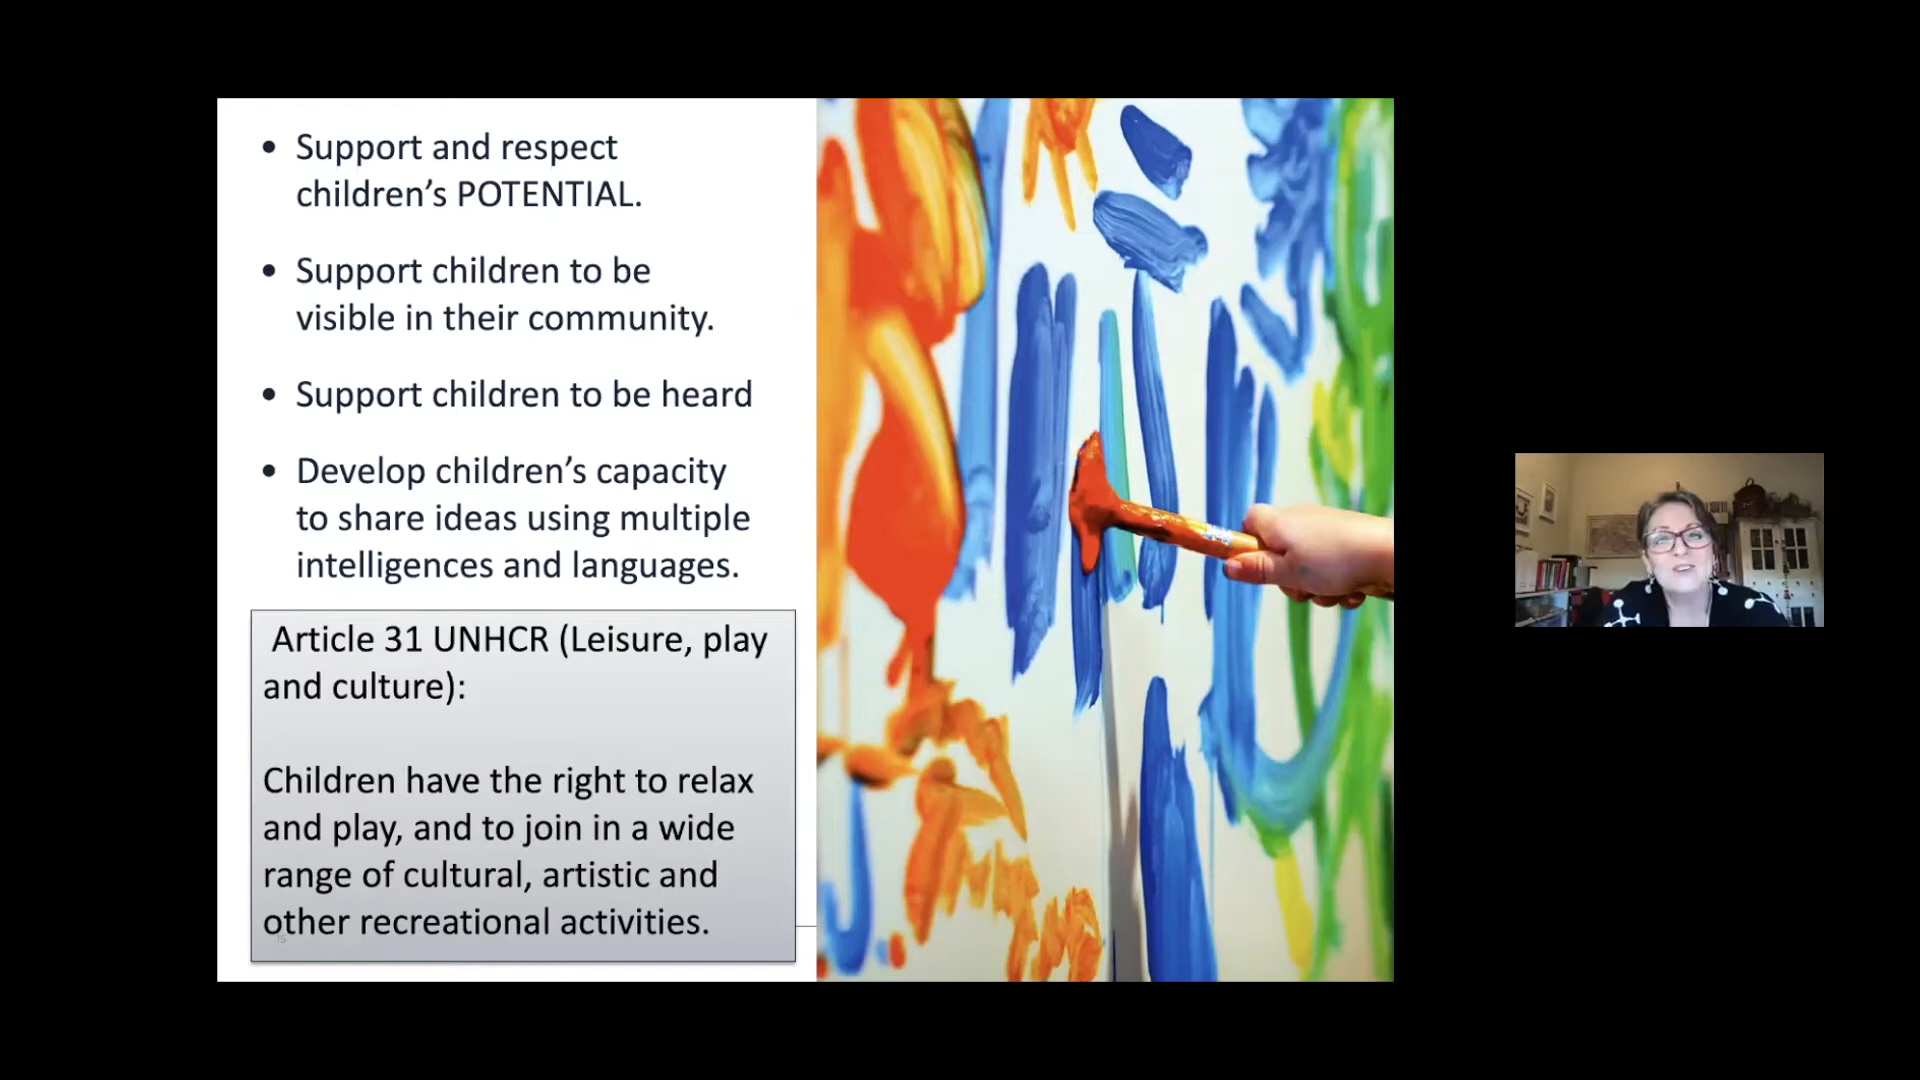 • Support and respect
children’s POTENTIAL.
• Support children to be
visible in their community.
• Support children to be heard
• Develop children’s capacity
to share ideas using multiple
intelligences and languages.
Article 31 UNHCR (Leisure, play
and culture):
Children have the right to relax
and play, and to join in a wide
range of cultural, artistic and
other recreational activities.
15